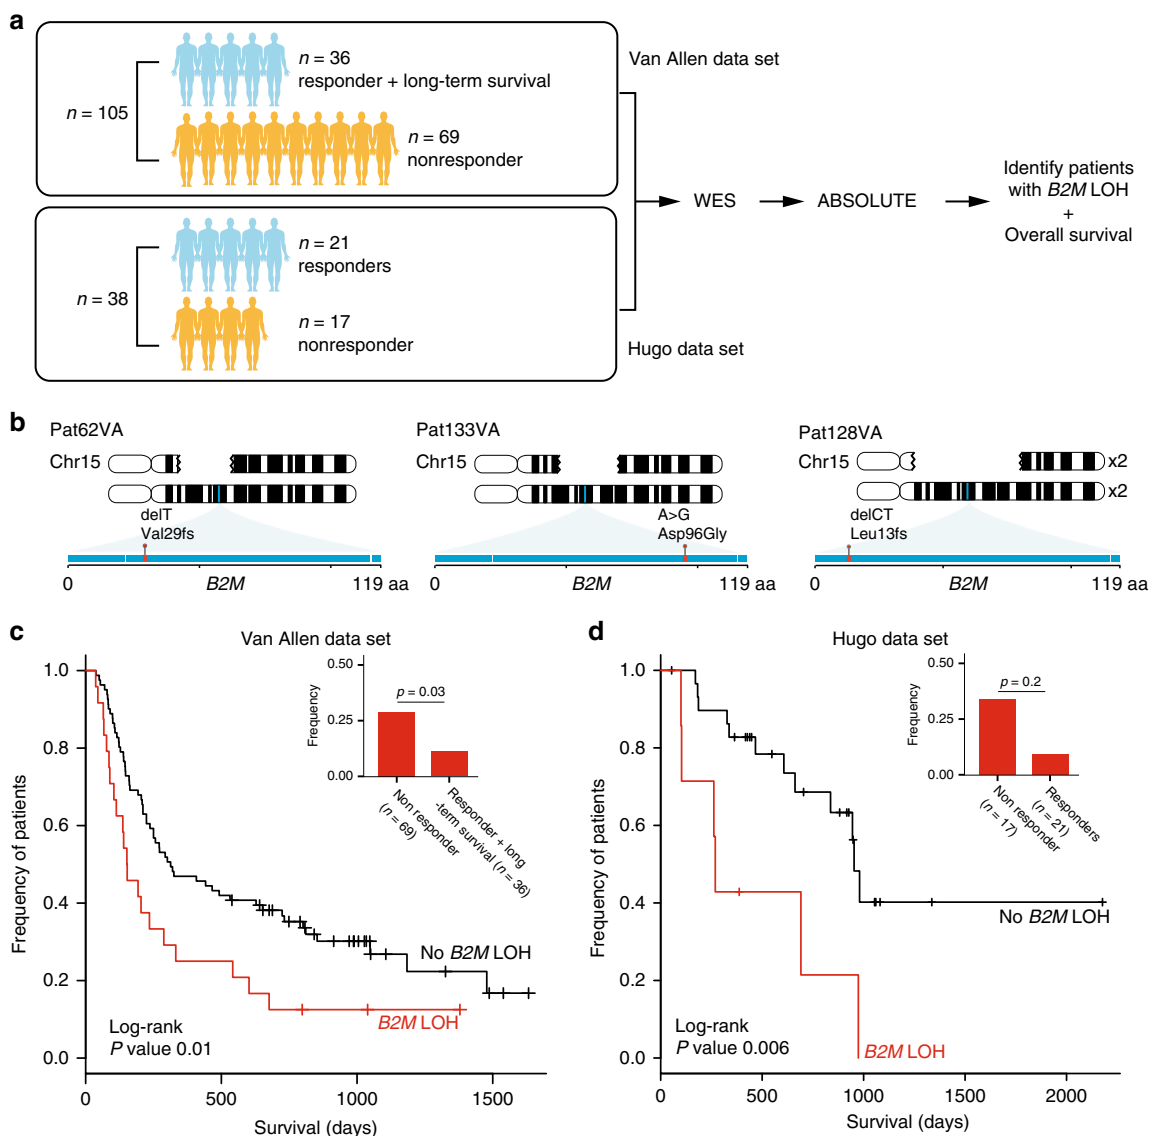 a
n = 105
n = 36
responder + long-term survival
n = 69
nonresponder
Van Allen data set
n = 38
n = 21
responders
n = 17
nonresponder
Hugo data set
WES
ABSOLUTE
Identify patients
with B2M LOH
+
Overall survival
b
Pat62VA
Chr15
delT
Val29fs
0
B2M
119 aa
Pat133VA
Chr15
A>G
Asp96Gly
0
B2M
119 aa
Pat128VA
Chr15
x2
x2
delCT
Leu13fs
0
B2M
119 aa
c
Van Allen data set
Frequency of patients
1.0
0.8
0.6
0.4
0.2
0.0
0
500
1000
1500
Survival (days)
Log-rank
P value 0.01
No B2M LOH
B2M LOH
Frequency
0.50
0.25
0.00
p = 0.03
Non responder
(n = 69)
Responder + long
-term survival (n = 36)
d
Hugo data set
Frequency of patients
1.0
0.8
0.6
0.4
0.2
0.0
0
500
1000
1500
2000
Survival (days)
Log-rank
P value 0.006
No B2M LOH
B2M LOH
Frequency
0.50
0.25
0.00
p = 0.2
Non responder
(n = 17)
Responders
(n = 21)